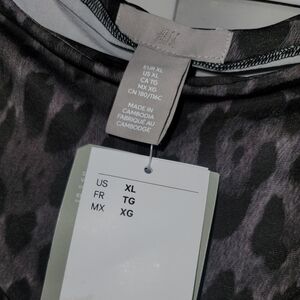 H&M
EUR XL
US XL
CA TG
MX XG
CN 180/116C
MADE IN
CAMBODIA
FABRIQUÉ AU
CAMBODGE
US XL
FR TG
MX XG